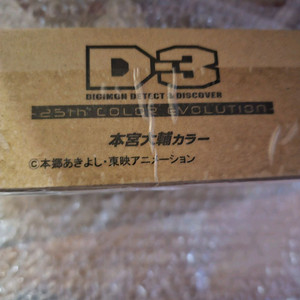 D-3
DIGIMON DETECT & DISCOVER
-25th COLOR EVOLUTION-
本宮大輔カラー
©本郷あきよし・東映アニメーション